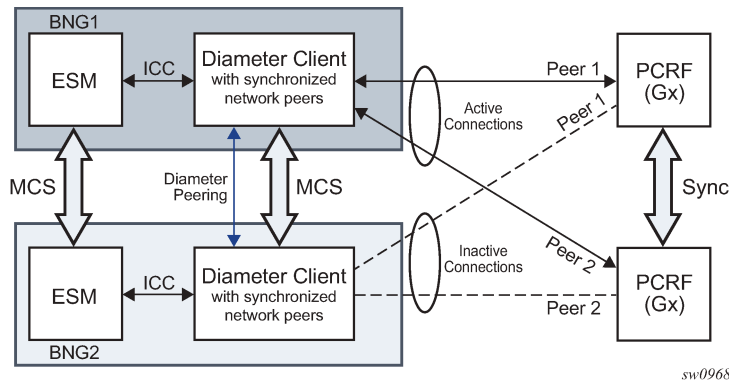 BNG1
ESM
ICC
Diameter Client
with synchronized
network peers
Peer 1
PCRF
(Gx)
Active
Connections
Peer 1
MCS
Diameter
Peering
MCS
Sync
ESM
ICC
Diameter Client
with synchronized
network peers
Inactive
Connections
Peer 2
Peer 2
PCRF
(Gx)
BNG2
sw0968